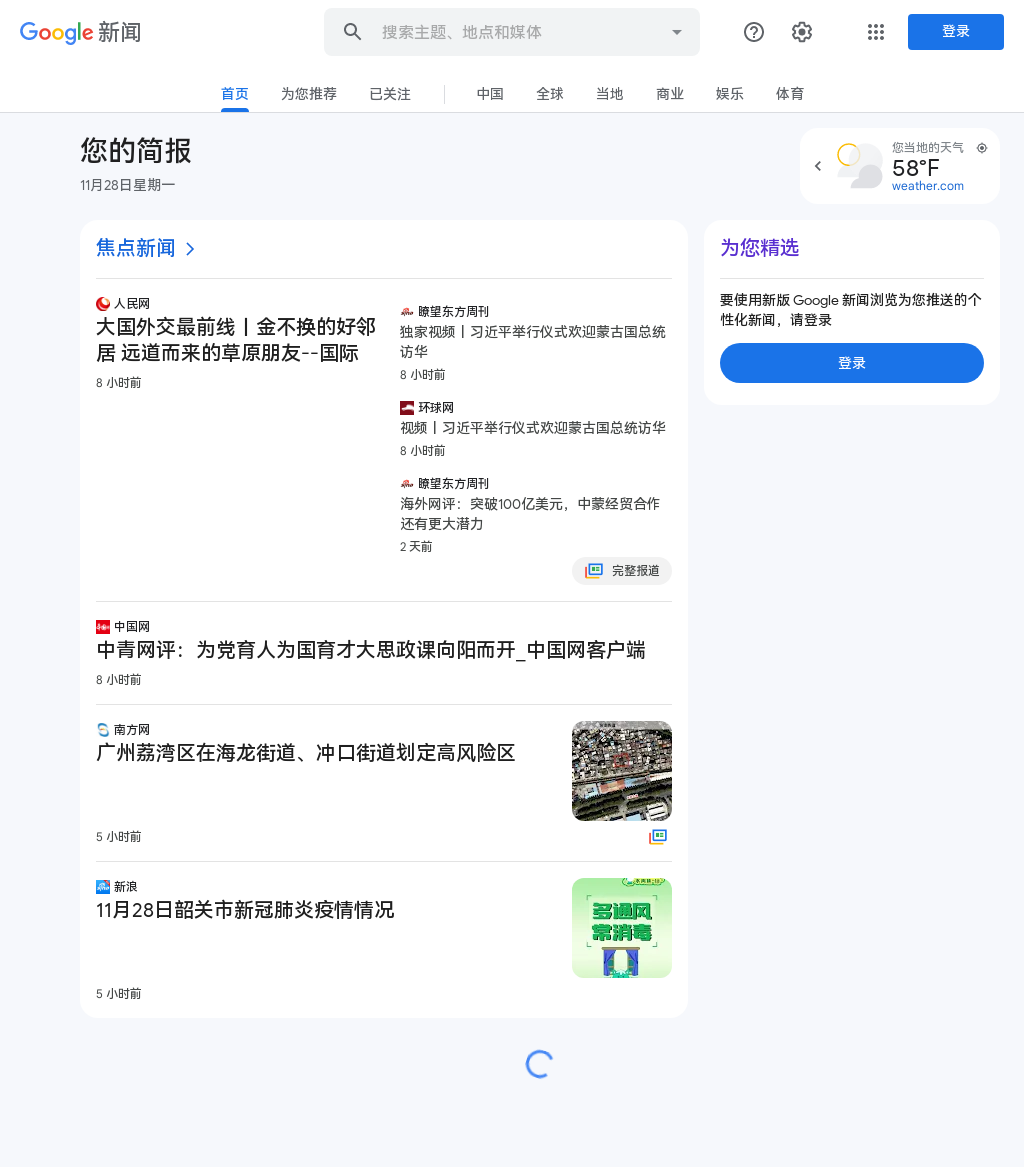 Google 新闻
搜索主题、地点和媒体
登录
首页 为您推荐 已关注 中国 全球 当地 商业 娱乐 体育
您的简报
11月28日星期一
您当地的天气
58°F
weather.com
焦点新闻
人民网
大国外交最前线丨金不换的好邻
居 远道而来的草原朋友--国际
8 小时前
瞭望东方周刊
独家视频丨习近平举行仪式欢迎蒙古国总统
访华
8 小时前
环球网
视频丨习近平举行仪式欢迎蒙古国总统访华
8 小时前
瞭望东方周刊
海外网评：突破100亿美元，中蒙经贸合作
还有更大潜力
2 天前
完整报道
中国网
中青网评：为党育人为国育才大思政课向阳而开_中国网客户端
8 小时前
南方网
广州荔湾区在海龙街道、冲口街道划定高风险区
5 小时前
新浪
11月28日韶关市新冠肺炎疫情情况
多通风
常消毒
5 小时前
为您精选
要使用新版 Google 新闻浏览为您推送的个
性化新闻，请登录
登录